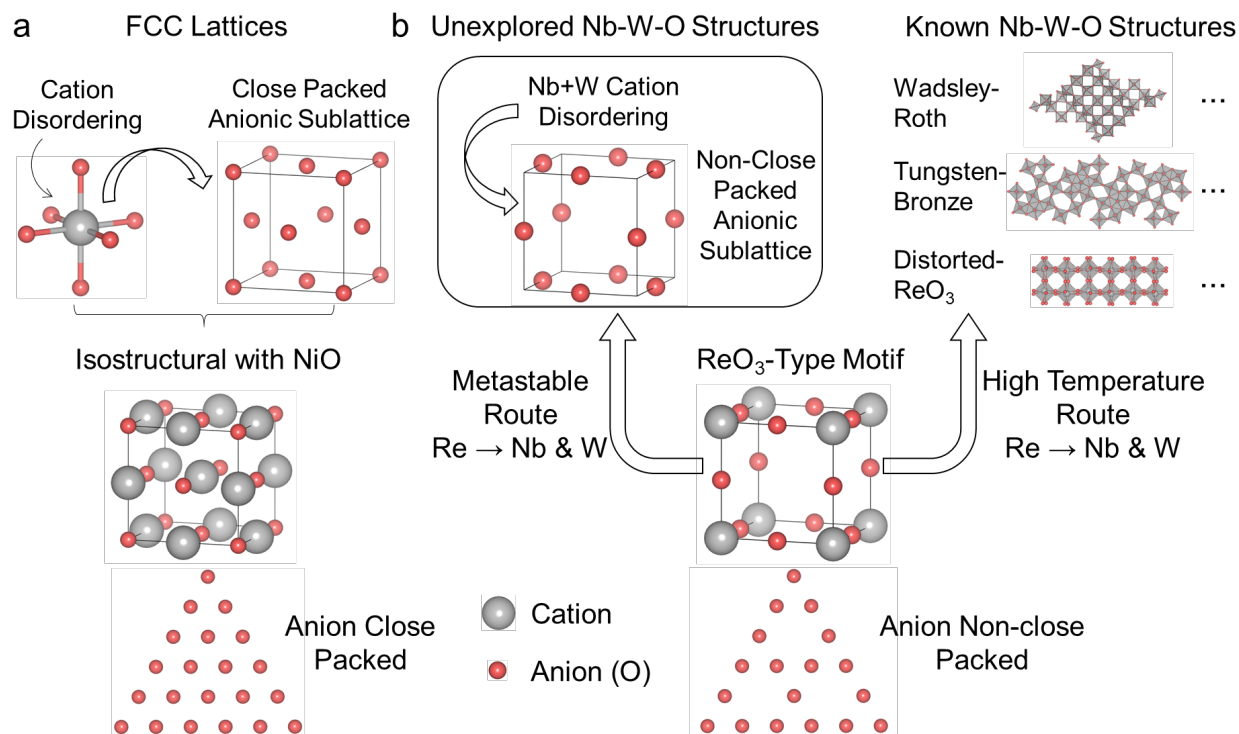 a
FCC Lattices
Cation
Disordering
Close Packed
Anionic Sublattice
Isostructural with NiO
Anion Close
Packed
b
Unexplored Nb-W-O Structures
Nb+W Cation
Disordering
Non-Close
Packed
Anionic
Sublattice
Known Nb-W-O Structures
Wadsley-
Roth
...
Tungsten-
Bronze
...
Distorted-
ReO₃
...
Metastable
Route
Re → Nb & W
ReO₃-Type Motif
High Temperature
Route
Re → Nb & W
Cation
Anion (O)
Anion Non-close
Packed